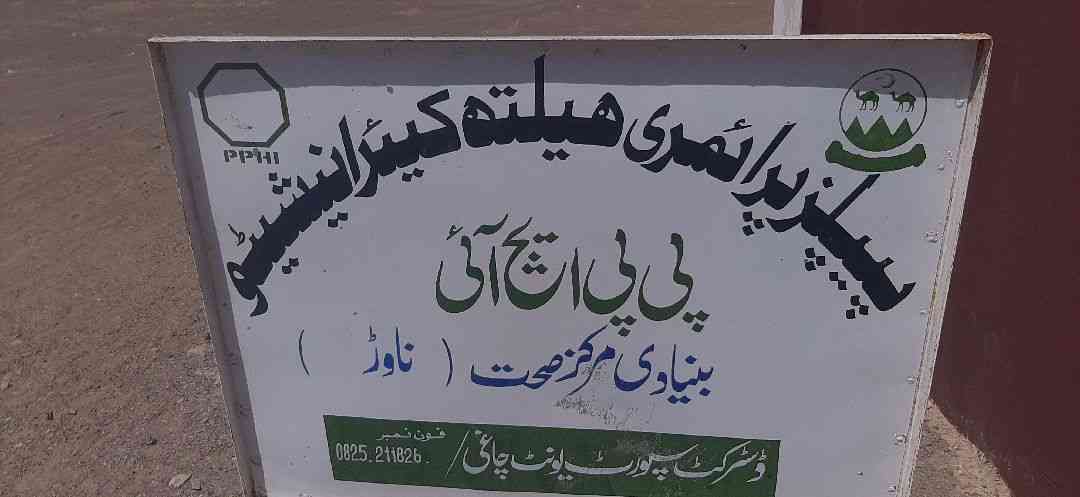 پیپلز پرائمری ہیلتھ کیئر انیشیٹیو
PPHI
پی پی ایچ آئی
بنیادی مرکز صحت ( ناوڑ )
ڈسٹرکٹ سپورٹ یونٹ چاغی/ فون نمبر
0825.211826.